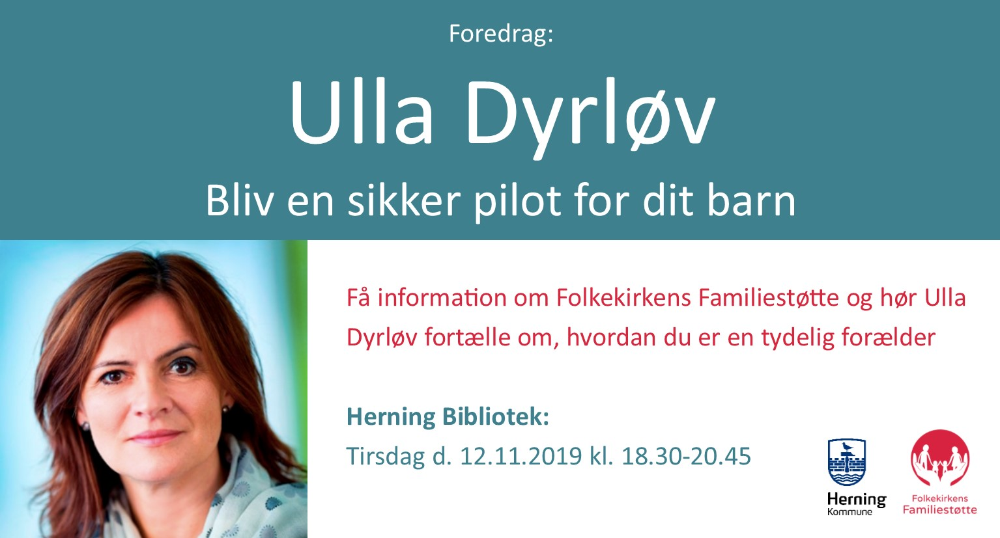 Foredrag:
Ulla Dyrløv
Bliv en sikker pilot for dit barn
Få information om Folkekirkens Familiestøtte og hør Ulla
Dyrløv fortælle om, hvordan du er en tydelig forælder
Herning Bibliotek:
Tirsdag d. 12.11.2019 kl. 18.30-20.45
Herning
Kommune
Folkekirkens
Familiestøtte